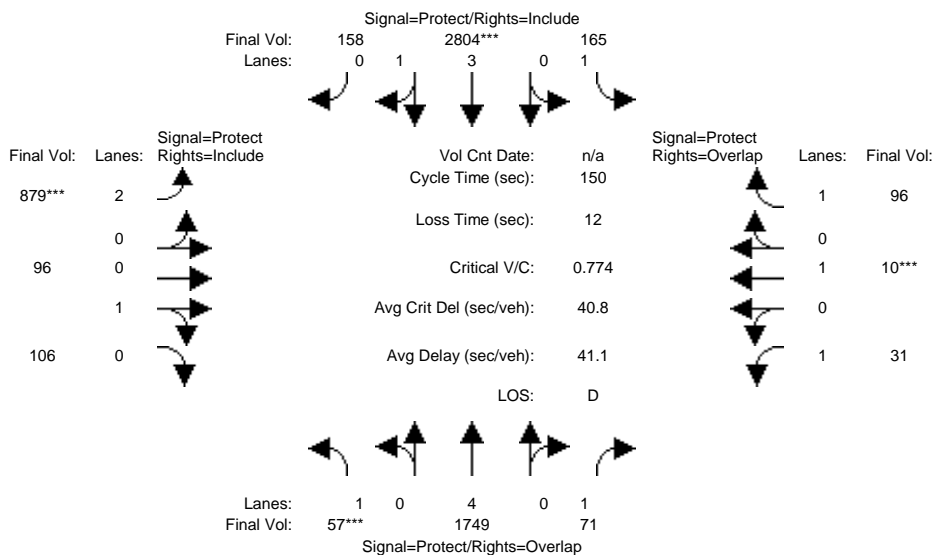 Signal=Protect/Rights=Include
Final Vol: 158 2804*** 165
Lanes: 0 1 3 0 1
Signal=Protect
Final Vol: Lanes: Rights=Include
Vol Cnt Date: n/a
Signal=Protect
Rights=Overlap Lanes: Final Vol:
Cycle Time (sec): 150
879*** 2
1 96
Loss Time (sec): 12
0
0
96 0
Critical V/C: 0.774
1 10***
1
Avg Crit Del (sec/veh): 40.8
0
106 0
Avg Delay (sec/veh): 41.1
1 31
LOS: D
Lanes: 1 0 4 0 1
Final Vol: 57*** 1749 71
Signal=Protect/Rights=Overlap